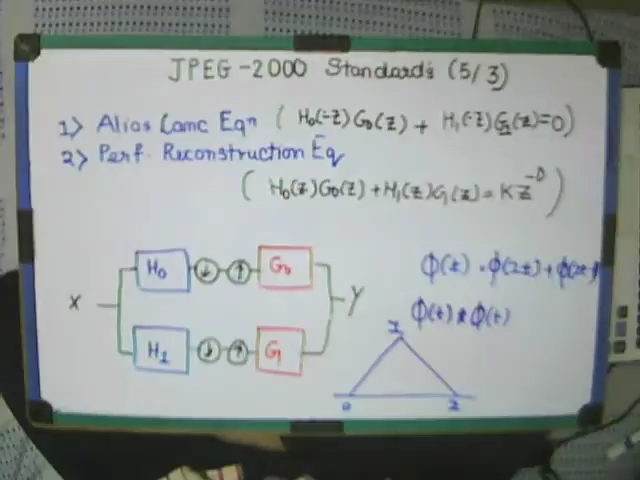 JPEG-2000 Standards (5/3)
1> Alias Canc Eqn ( H₀(-Z)G₀(Z) + H₁(-Z)G₁(Z)=0)
2> Perf. Reconstruction Eq
( H₀(Z)G₀(Z) + H₁(Z)G₁(Z) = KZ^-D )
H₀ ↓ ↑ G₀
X Y
H₁ ↓ ↑ G₁
ϕ(t) = ϕ(2t) + ϕ(2t-1)
ϕ(t) * ϕ(t)
1
0 2